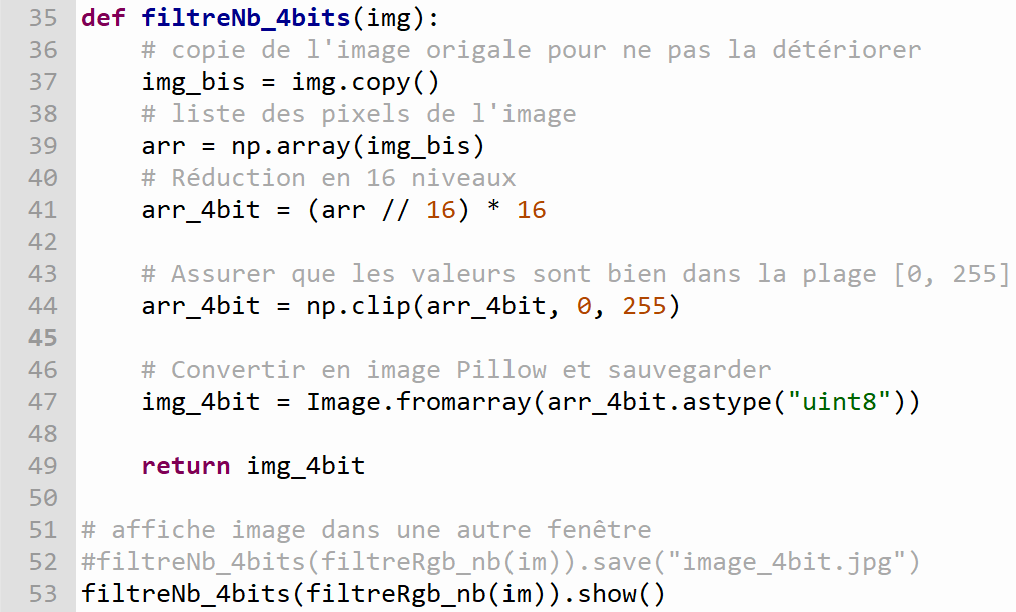 35 def filtreNb_4bits(img):
36     # copie de l'image origale pour ne pas la détériorer
37     img_bis = img.copy()
38     # liste des pixels de l'image
39     arr = np.array(img_bis)
40     # Réduction en 16 niveaux
41     arr_4bit = (arr // 16) * 16
42
43     # Assurer que les valeurs sont bien dans la plage [0, 255]
44     arr_4bit = np.clip(arr_4bit, 0, 255)
45
46     # Convertir en image Pillow et sauvegarder
47     img_4bit = Image.fromarray(arr_4bit.astype("uint8"))
48
49     return img_4bit
50
51 # affiche image dans une autre fenêtre
52 #filtreNb_4bits(filtreRgb_nb(im)).save("image_4bit.jpg")
53 filtreNb_4bits(filtreRgb_nb(im)).show()